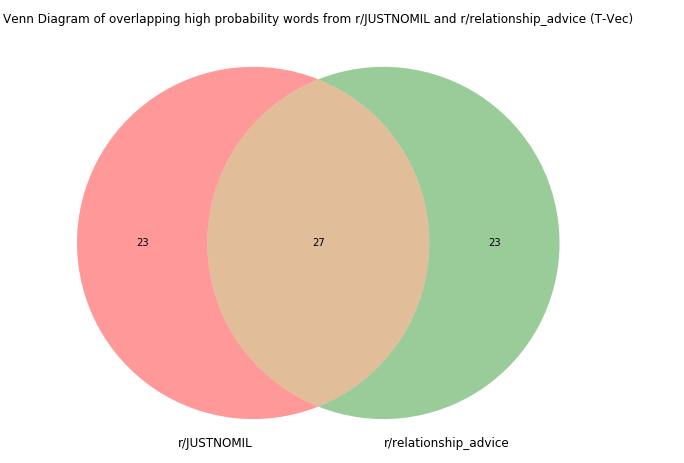 Venn Diagram of overlapping high probability words from r/JUSTNOMIL and r/relationship_advice (T-Vec)
23 27 23
r/JUSTNOMIL r/relationship_advice